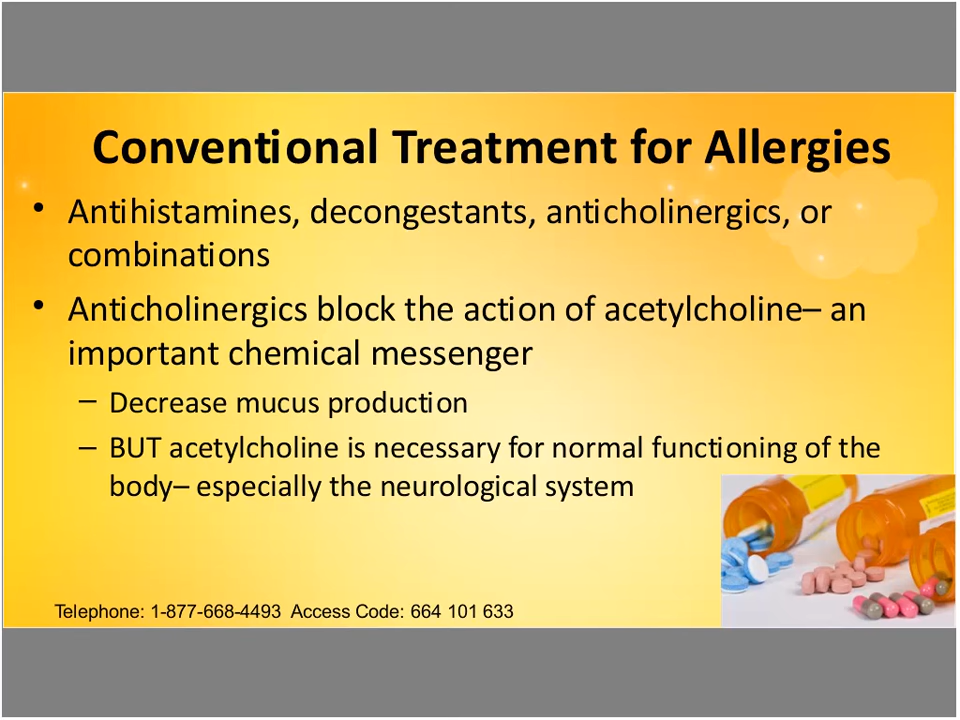 Conventional Treatment for Allergies
• Antihistamines, decongestants, anticholinergics, or
combinations
• Anticholinergics block the action of acetylcholine– an
important chemical messenger
– Decrease mucus production
– BUT acetylcholine is necessary for normal functioning of the
body– especially the neurological system
Telephone: 1-877-668-4493 Access Code: 664 101 633